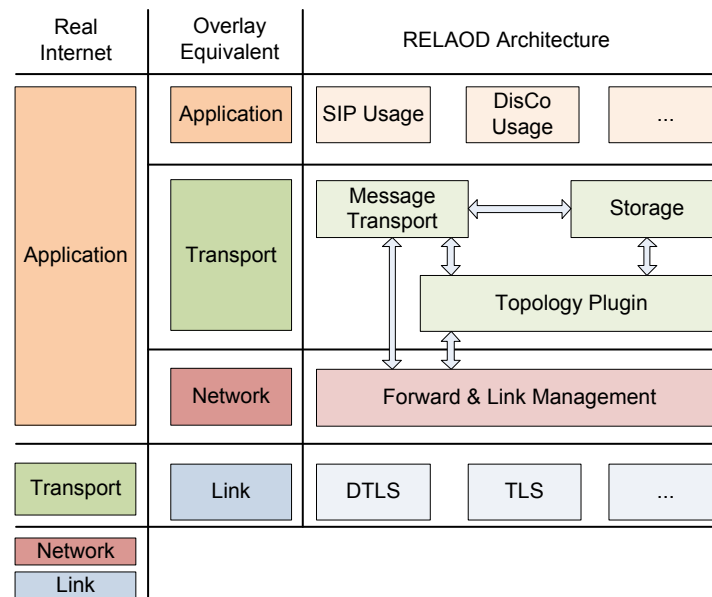 Real
Internet
Overlay
Equivalent
RELAOD Architecture
Application
Application
SIP Usage
DisCo
Usage
...
Transport
Message
Transport
Storage
Topology Plugin
Network
Forward & Link Management
Transport
Link
DTLS
TLS
...
Network
Link